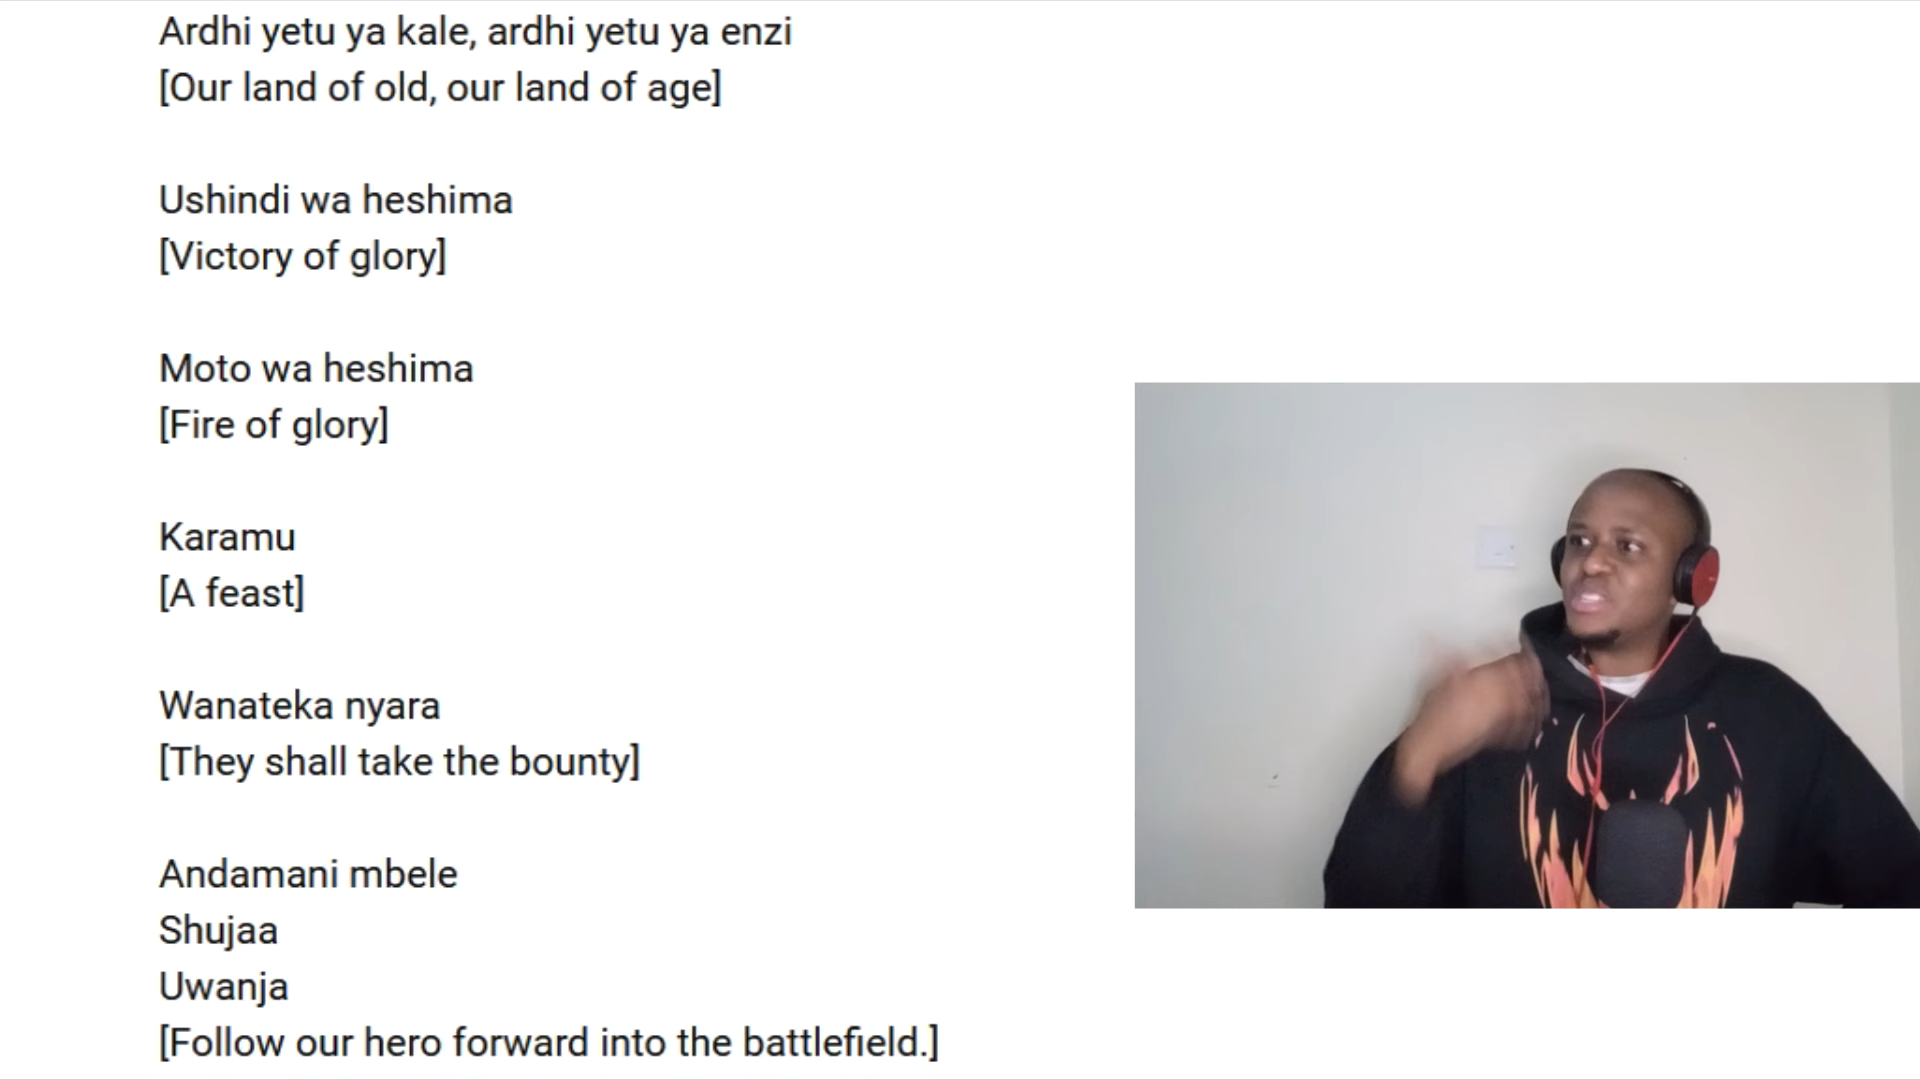 Ardhi yetu ya kale, ardhi yetu ya enzi
[Our land of old, our land of age]
Ushindi wa heshima
[Victory of glory]
Moto wa heshima
[Fire of glory]
Karamu
[A feast]
Wanateka nyara
[They shall take the bounty]
Andamani mbele
Shujaa
Uwanja
[Follow our hero forward into the battlefield.]